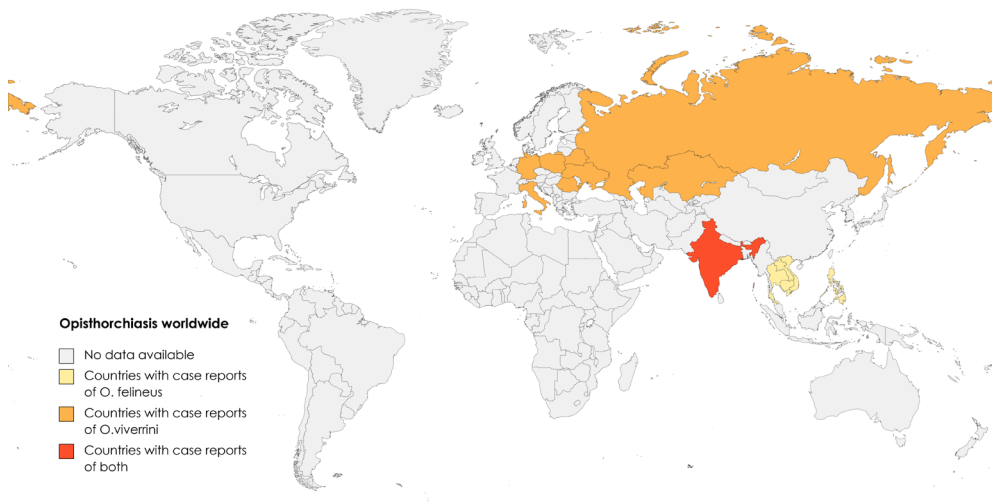 Opisthorchiasis worldwide
No data available
Countries with case reports
of O. felineus
Countries with case reports
of O.viverrini
Countries with case reports
of both